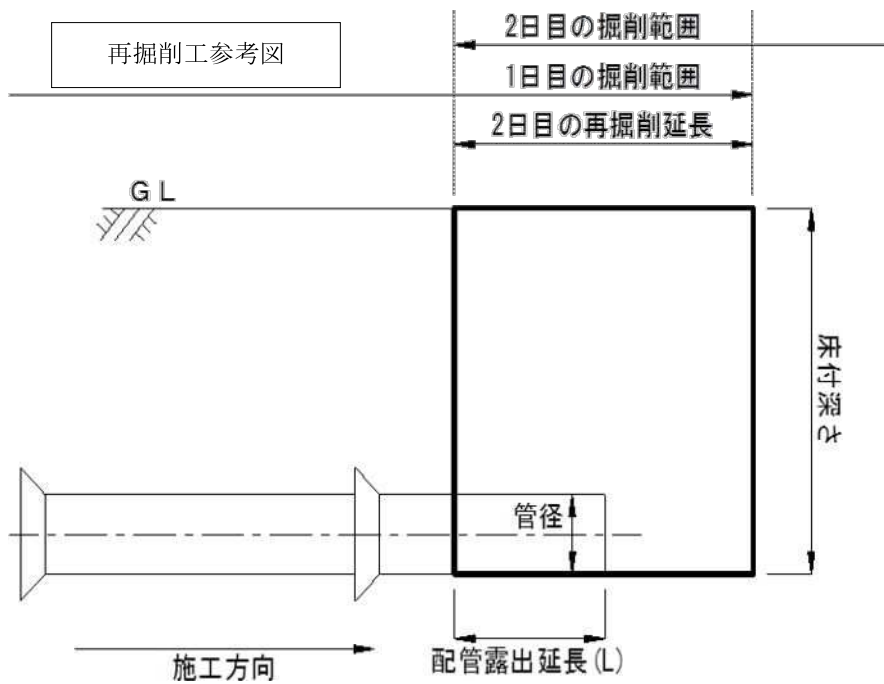 再掘削工参考図
2日目の掘削範囲
1日目の掘削範囲
2日目の再掘削延長
GL
床付深さ
管径
配管露出延長(L)
施工方向